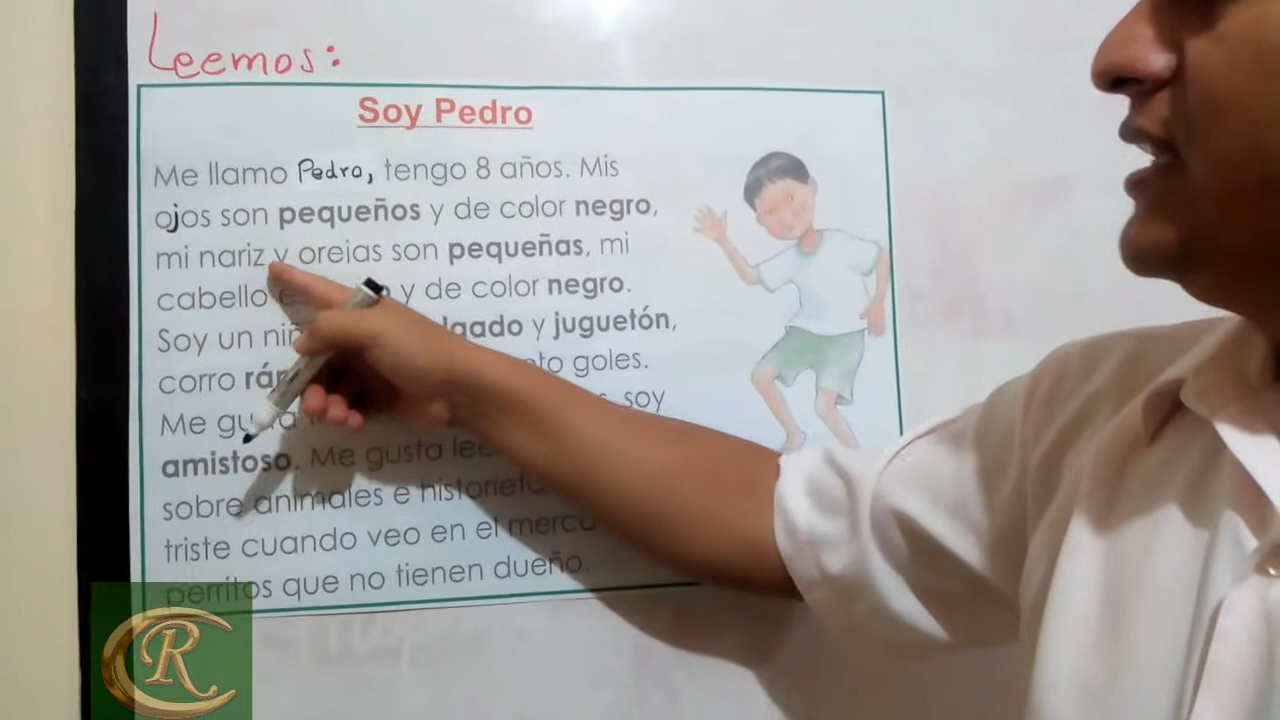 Leemos:
Soy Pedro
Me llamo Pedro, tengo 8 años. Mis
ojos son pequeños y de color negro,
mi nariz y orejas son pequeñas, mi
cabello y de color negro.
Soy un y juguetón,
corro goles.
Me soy
amistoso. Me gusta
sobre animales e
triste cuando veo en el
perritos que no tienen dueño.
CR